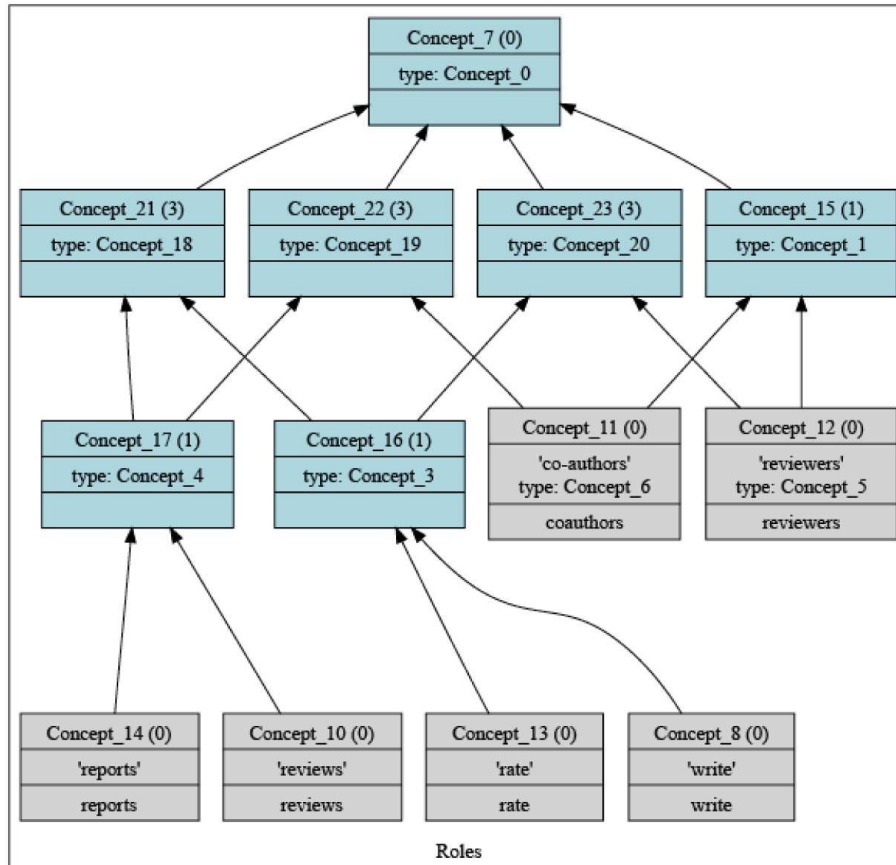 Concept_7 (0)
type: Concept_0
Concept_21 (3)
type: Concept_18
Concept_22 (3)
type: Concept_19
Concept_23 (3)
type: Concept_20
Concept_15 (1)
type: Concept_1
Concept_17 (1)
type: Concept_4
Concept_16 (1)
type: Concept_3
Concept_11 (0)
'co-authors'
type: Concept_6
coauthors
Concept_12 (0)
'reviewers'
type: Concept_5
reviewers
Concept_14 (0)
'reports'
reports
Concept_10 (0)
'reviews'
reviews
Concept_13 (0)
'rate'
rate
Concept_8 (0)
'write'
write
Roles